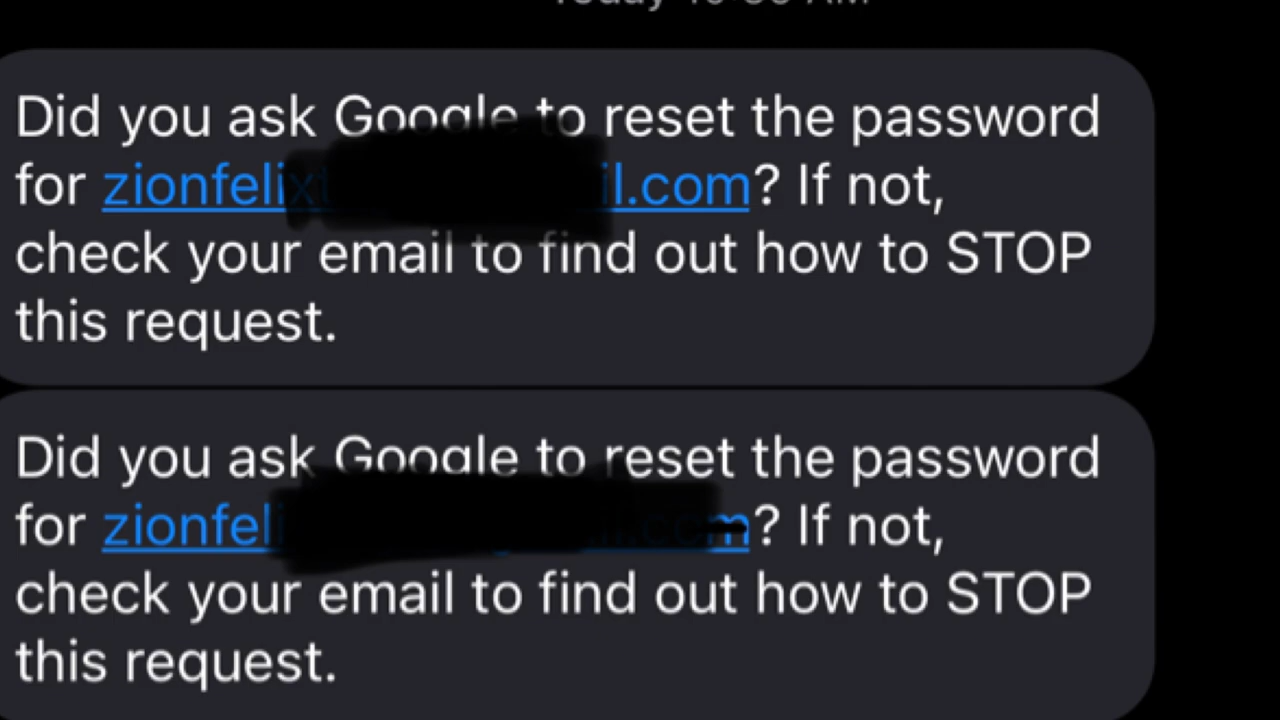 Did you ask Google to reset the password
for zionfeli il.com? If not,
check your email to find out how to STOP
this request.
Did you ask Google to reset the password
for zionfel ? If not,
check your email to find out how to STOP
this request.